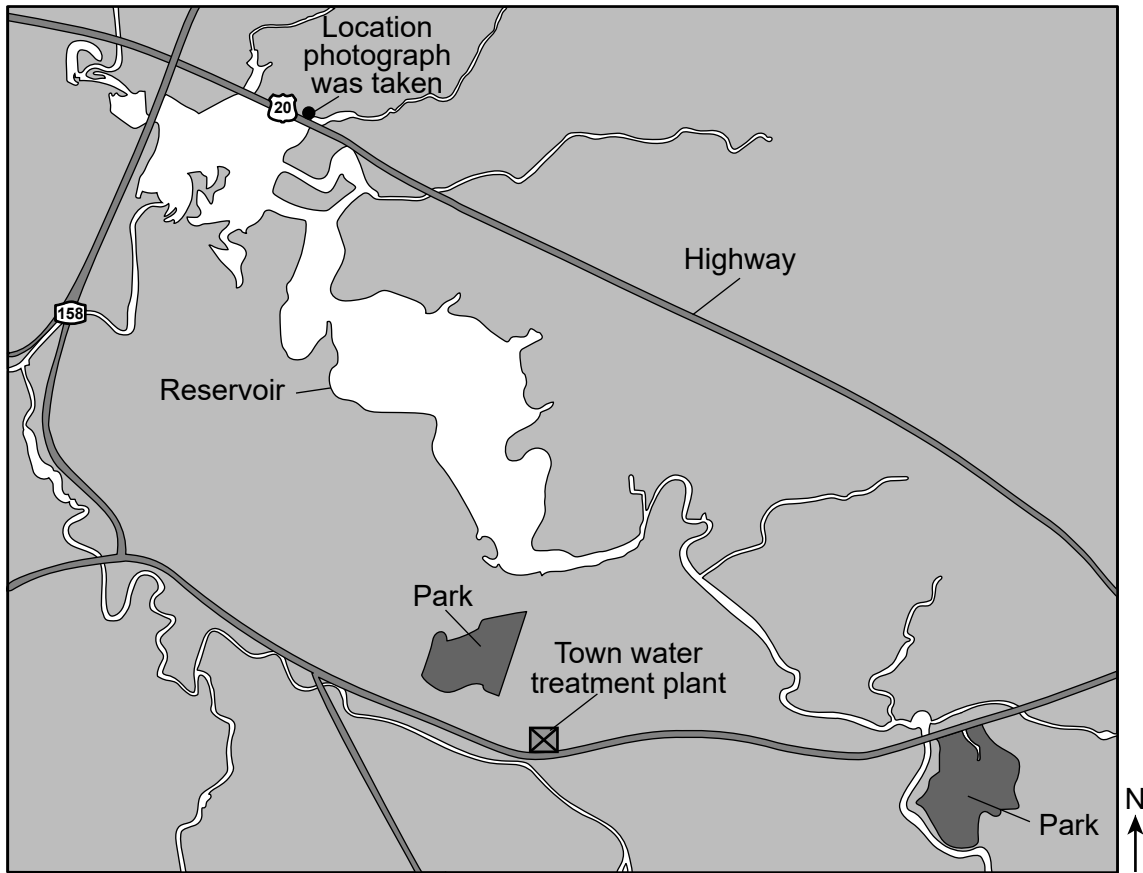 Location
photograph
was taken
20
Highway
158
Reservoir
Park
Town water
treatment plant
Park
N